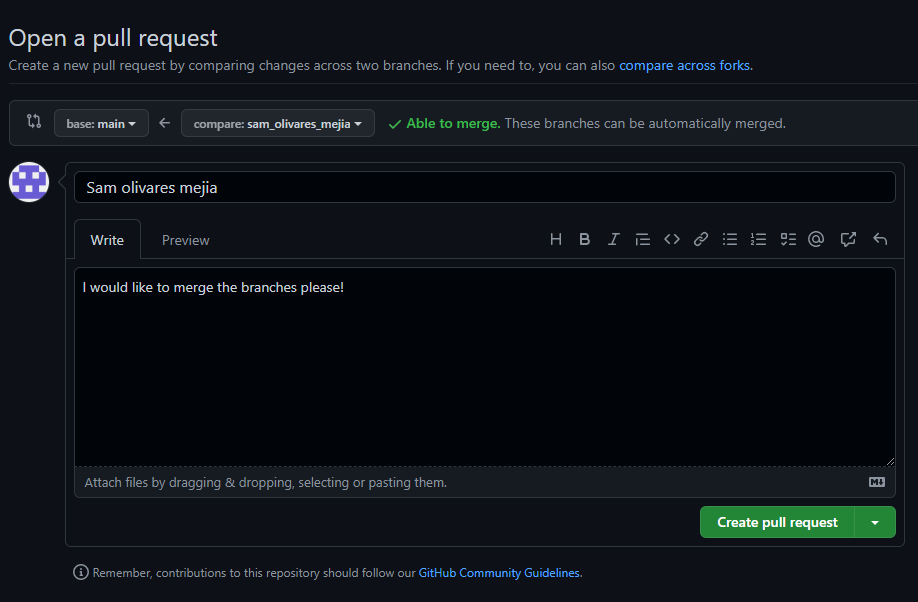 Open a pull request
Create a new pull request by comparing changes across two branches. If you need to, you can also compare across forks.
base: main
compare: sam_olivares_mejia
Able to merge. These branches can be automatically merged.
Sam olivares mejia
Write
Preview
I would like to merge the branches please!
Attach files by dragging & dropping, selecting or pasting them.
Create pull request
Remember, contributions to this repository should follow our GitHub Community Guidelines.